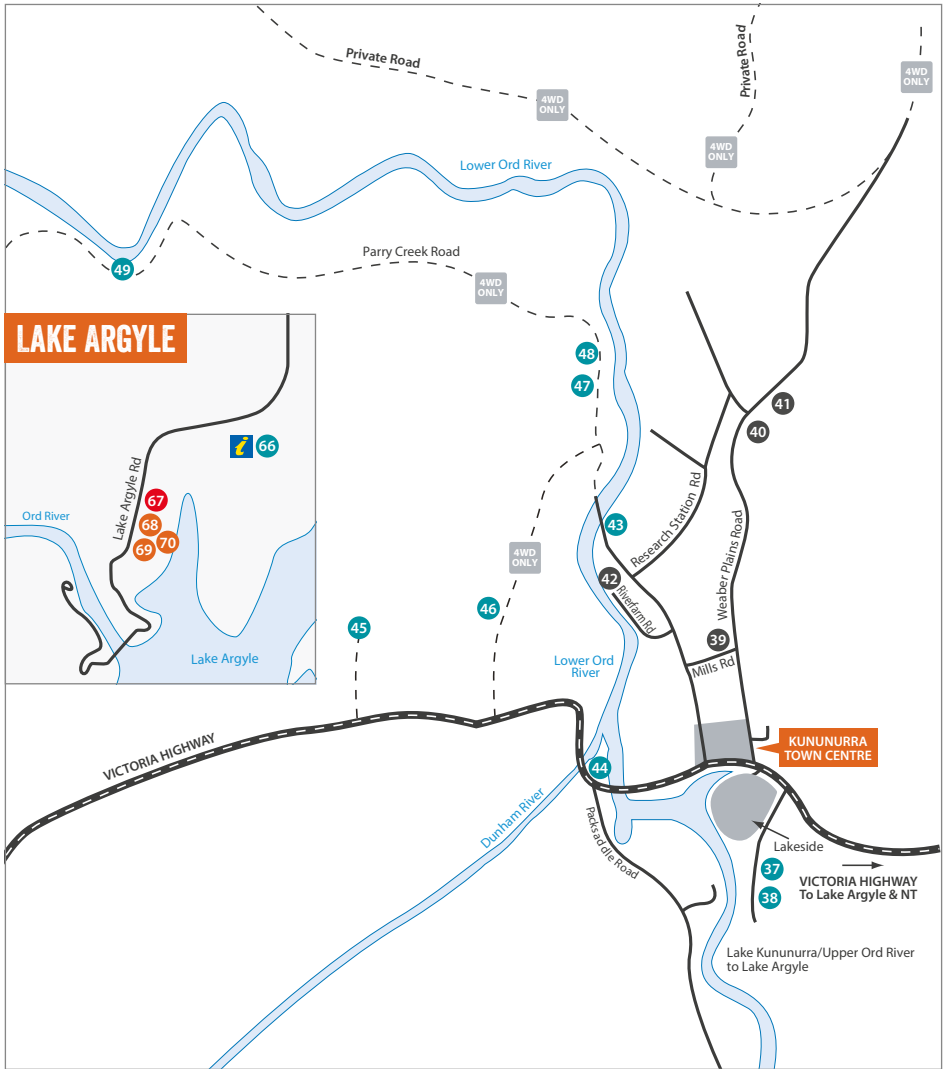 Private Road
Private Road
4WD
ONLY
4WD
ONLY
4WD
ONLY
Lower Ord River
Parry Creek Road
49
4WD
ONLY
LAKE ARGYLE
48
47
41
40
66
Lake Argyle Rd
67
68
69
70
Ord River
Lake Argyle
43
Research Station Rd
Weaber Plains Road
4WD
ONLY
42
Riverfarm Rd
46
45
39
Mills Rd
Lower Ord
River
VICTORIA HIGHWAY
KUNUNURRA
TOWN CENTRE
44
Dunham River
Packsaddle Road
Lakeside
37
38
VICTORIA HIGHWAY
To Lake Argyle & NT
Lake Kununurra/Upper Ord River
to Lake Argyle